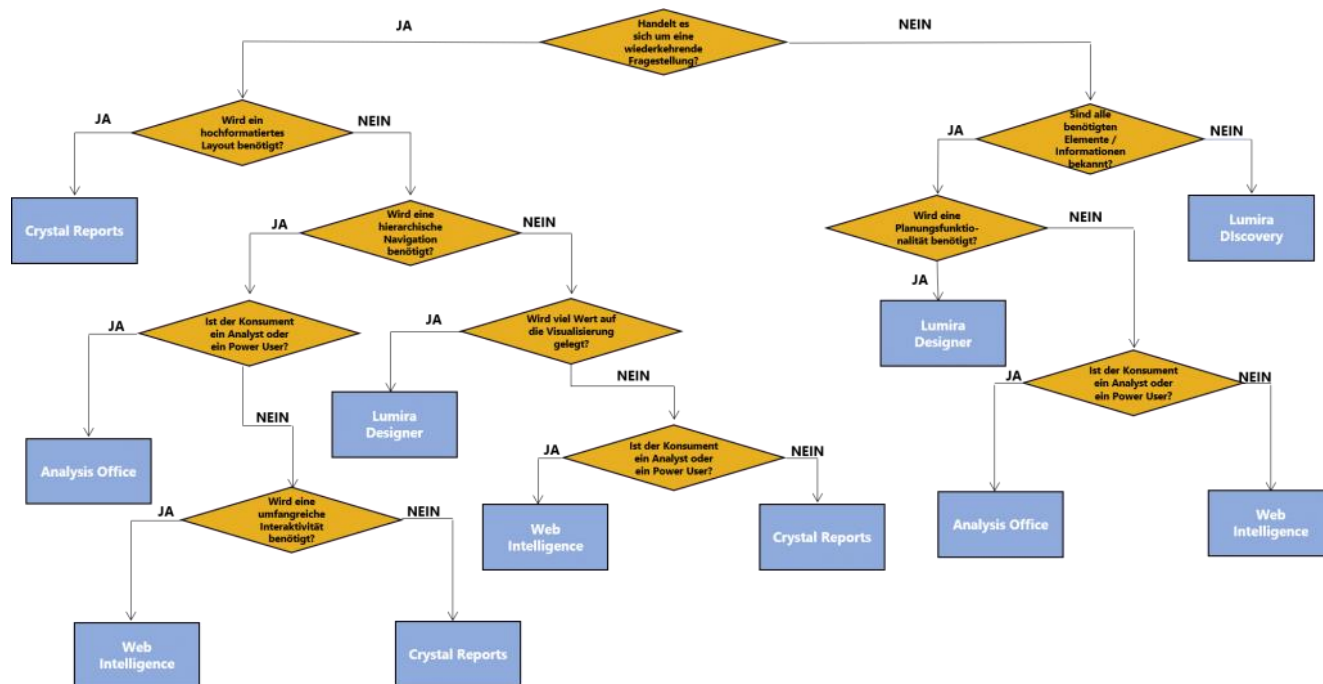 JA
Handelt es
sich um eine
wiederkehrende
Fragestellung?
NEIN
JA
Wird ein
hochformatiertes
Layout benötigt?
NEIN
JA
Sind alle
benötigten
Elemente /
Informationen
bekannt?
NEIN
Crystal Reports
JA
Wird eine
hierarchische
Navigation
benötigt?
NEIN
Wird eine
Planungsfunktio-
nalität benötigt?
NEIN
Lumira
DIscovery
JA
JA
Ist der Konsument
ein Analyst oder
ein Power User?
JA
Wird viel Wert auf
die Visualisierung
gelegt?
Lumira
Designer
NEIN
NEIN
JA
Ist der Konsument
ein Analyst oder
ein Power User?
NEIN
Lumira
Designer
Analysis Office
JA
Ist der Konsument
ein Analyst oder
ein Power User?
NEIN
JA
Wird eine
umfangreiche
Interaktivität
benötigt?
NEIN
Web
Intelligence
Crystal Reports
Analysis Office
Web
Intelligence
Web
Intelligence
Crystal Reports